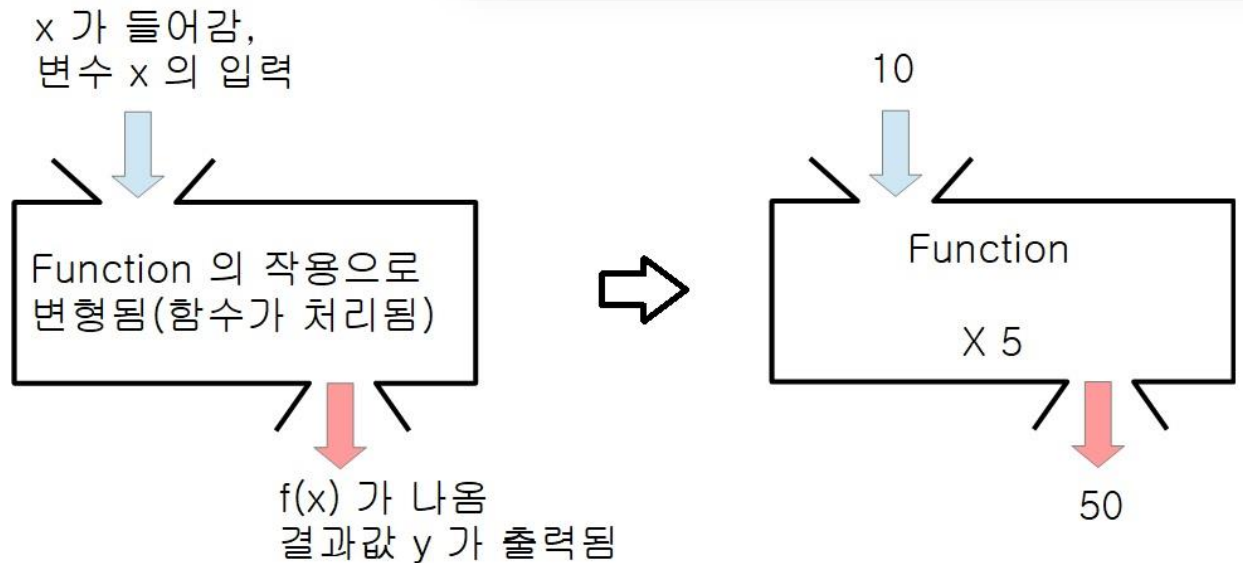 x 가 들어감,
변수 x 의 입력
Function 의 작용으로
변형됨(함수가 처리됨)
f(x) 가 나옴
결과값 y 가 출력됨
10
Function
X 5
50